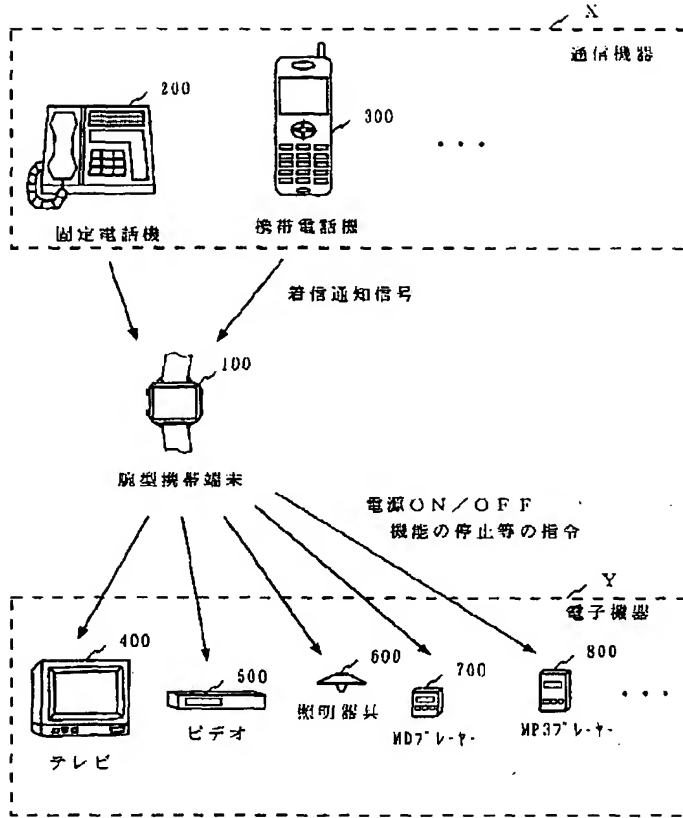 X
通信機器
200
300
・・・
固定電話機
携帯電話機
着信通知信号
100
腕型携帯端末
電源ON/OFF
機能の停止等の指令
Y
電子機器
400
500
600
700
800
・・・
テレビ
ビデオ
照明器具
MDプレーヤー
MP3プレーヤー